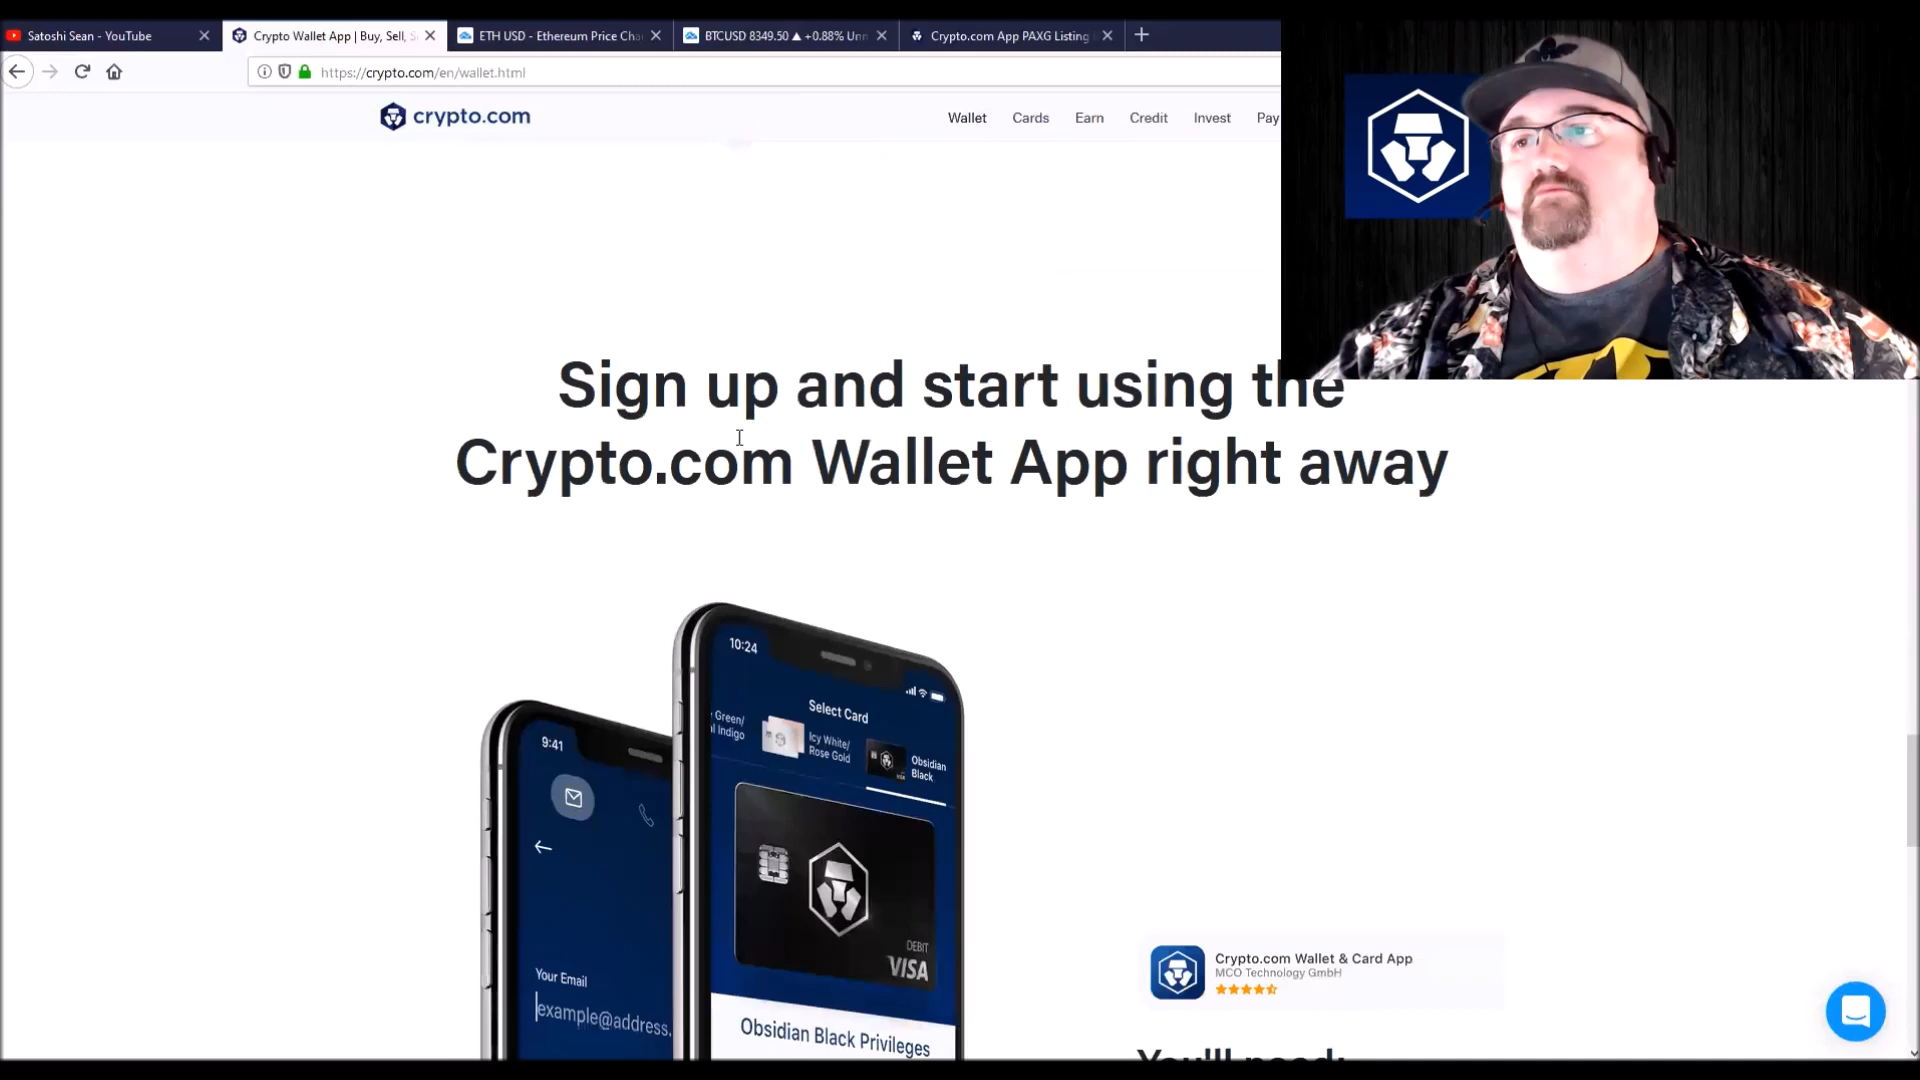 Satoshi Sean - YouTube
Crypto Wallet App | Buy, Sell, S
ETH USD - Ethereum Price Cha
BTCUSD 8349.50 ▲ +0.88% Unn
Crypto.com App PAXG Listing
https://crypto.com/en/wallet.html
crypto.com
Wallet Cards Earn Credit Invest Pay
Sign up and start using the
Crypto.com Wallet App right away
10:24
Select Card
Green/
Indigo
Icy White/
Rose Gold
Obsidian
Black
DEBIT
VISA
Obsidian Black Privileges
9:41
Your Email
example@address.
Crypto.com Wallet & Card App
MCO Technology GmbH
You'll need: